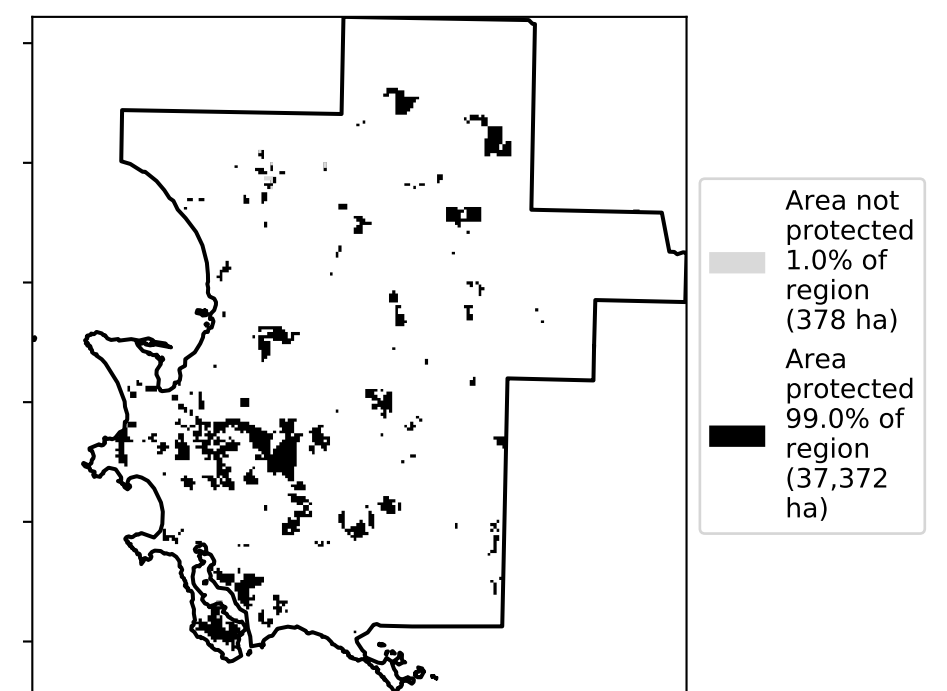 Area not
protected
1.0% of
region
(378 ha)
Area
protected
99.0% of
region
(37,372
ha)